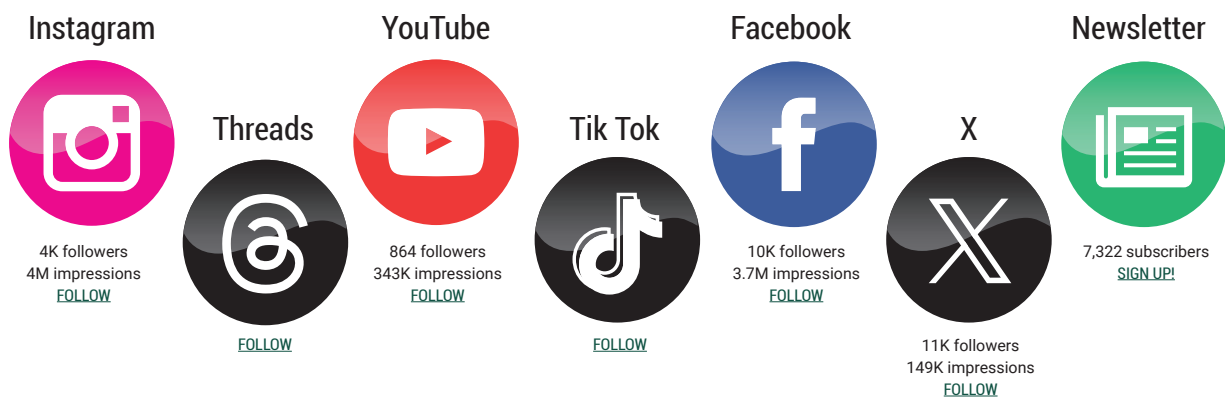 Instagram
4K followers
4M impressions
FOLLOW
Threads
FOLLOW
YouTube
864 followers
343K impressions
FOLLOW
Tik Tok
FOLLOW
Facebook
10K followers
3.7M impressions
FOLLOW
X
11K followers
149K impressions
FOLLOW
Newsletter
7,322 subscribers
SIGN UP!